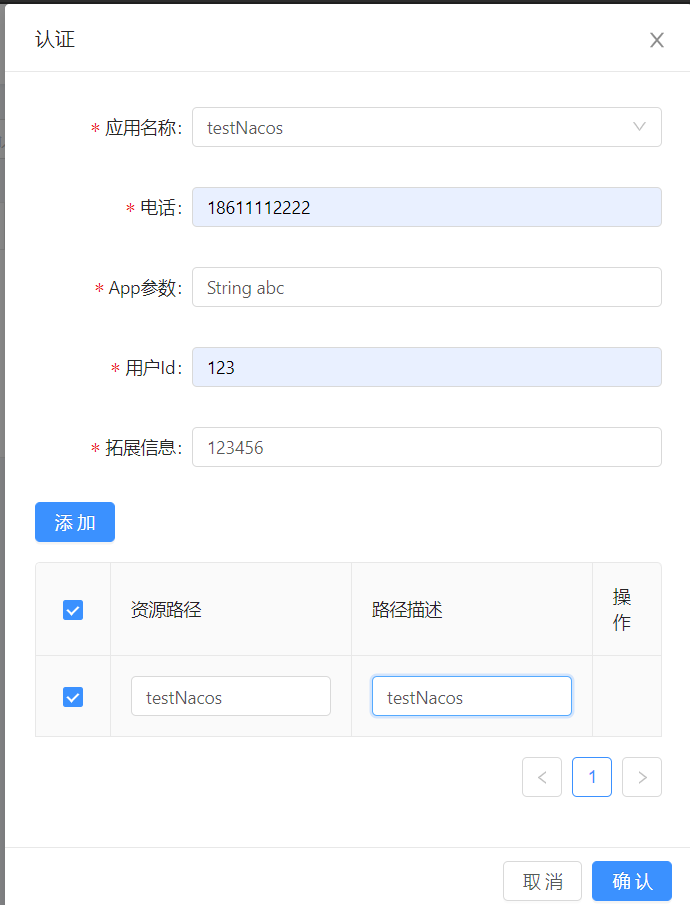 认证
* 应用名称: testNacos
* 电话: 18611112222
* App参数: String abc
* 用户Id: 123
* 拓展信息: 123456
添加
资源路径 路径描述 操作
testNacos testNacos
< 1 >
取消 确认